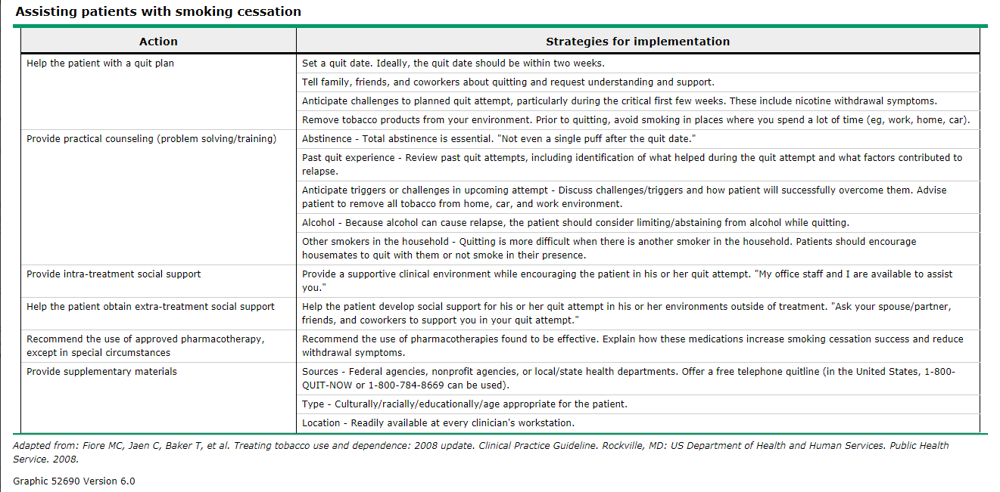 Assisting patients with smoking cessation
Action
Strategies for implementation
Help the patient with a quit plan
Set a quit date. Ideally, the quit date should be within two weeks.
Tell family, friends, and coworkers about quitting and request understanding and support.
Anticipate challenges to planned quit attempt, particularly during the critical first few weeks. These include nicotine withdrawal symptoms.
Remove tobacco products from your environment. Prior to quitting, avoid smoking in places where you spend a lot of time (eg, work, home, car).
Provide practical counseling (problem solving/training)
Abstinence - Total abstinence is essential. "Not even a single puff after the quit date."
Past quit experience - Review past quit attempts, including identification of what helped during the quit attempt and what factors contributed to
relapse.
Anticipate triggers or challenges in upcoming attempt - Discuss challenges/triggers and how patient will successfully overcome them. Advise
patient to remove all tobacco from home, car, and work environment.
Alcohol - Because alcohol can cause relapse, the patient should consider limiting/abstaining from alcohol while quitting.
Other smokers in the household - Quitting is more difficult when there is another smoker in the household. Patients should encourage
housemates to quit with them or not smoke in their presence.
Provide intra-treatment social support
Provide a supportive clinical environment while encouraging the patient in his or her quit attempt. "My office staff and I are available to assist
you."
Help the patient obtain extra-treatment social support
Help the patient develop social support for his or her quit attempt in his or her environments outside of treatment. "Ask your spouse/partner,
friends, and coworkers to support you in your quit attempt."
Recommend the use of approved pharmacotherapy,
except in special circumstances
Recommend the use of pharmacotherapies found to be effective. Explain how these medications increase smoking cessation success and reduce
withdrawal symptoms.
Provide supplementary materials
Sources - Federal agencies, nonprofit agencies, or local/state health departments. Offer a free telephone quitline (in the United States, 1-800-
QUIT-NOW or 1-800-784-8669 can be used).
Type - Culturally/racially/educationally/age appropriate for the patient.
Location - Readily available at every clinician's workstation.
Adapted from: Fiore MC, Jaen C, Baker T, et al. Treating tobacco use and dependence: 2008 update. Clinical Practice Guideline. Rockville, MD: US Department of Health and Human Services. Public Health
Service. 2008.
Graphic 52690 Version 6.0